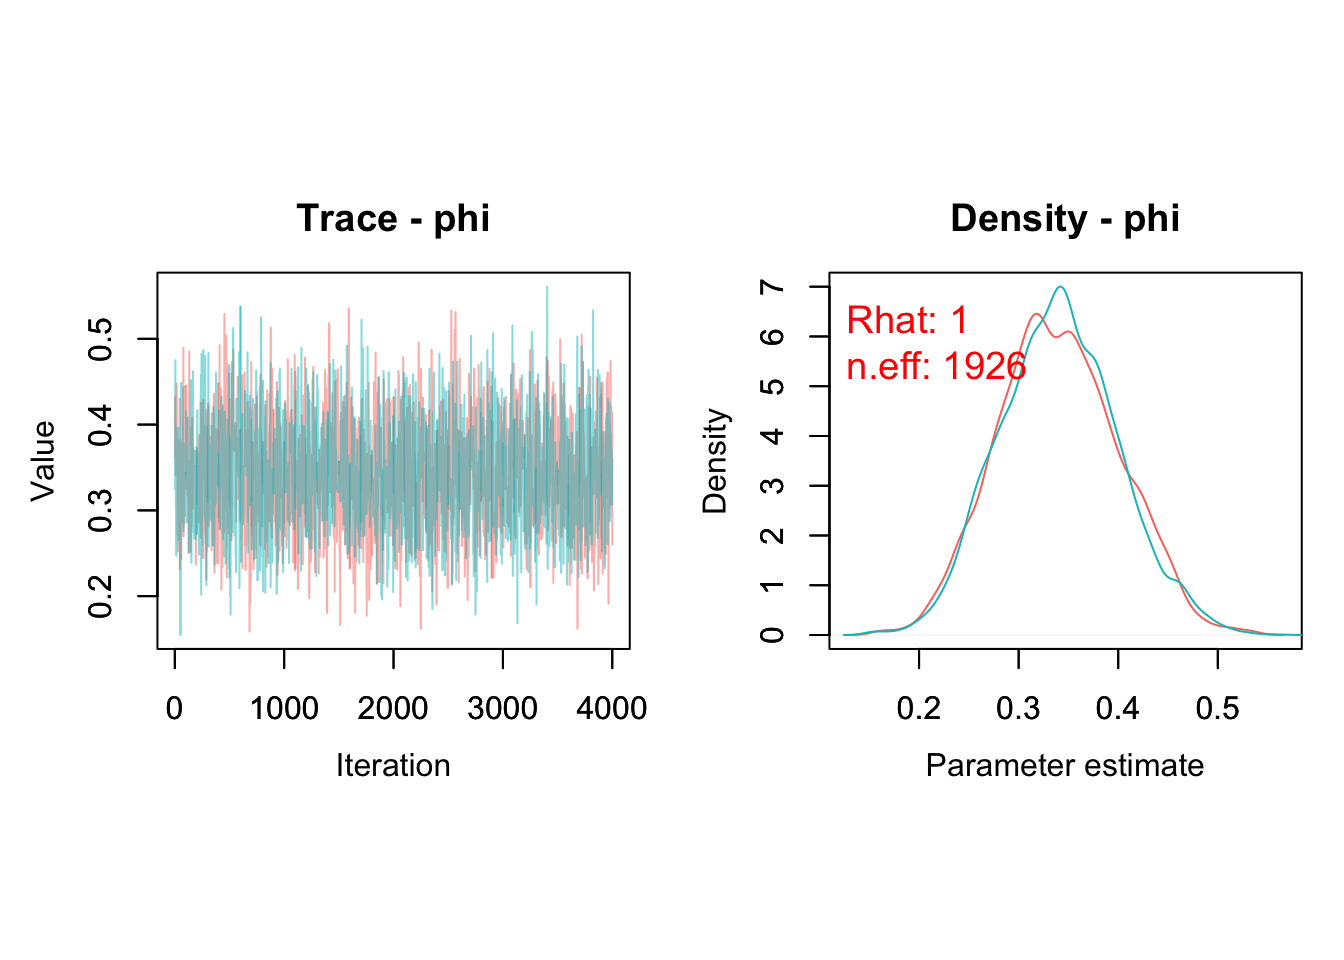 Trace - phi
Value
0.5
0.4
0.3
0.2
0 1000 2000 3000 4000
Iteration
Density - phi
Density
7
6
5
4
3
2
1
0
Rhat: 1
n.eff: 1926
0.2 0.3 0.4 0.5
Parameter estimate